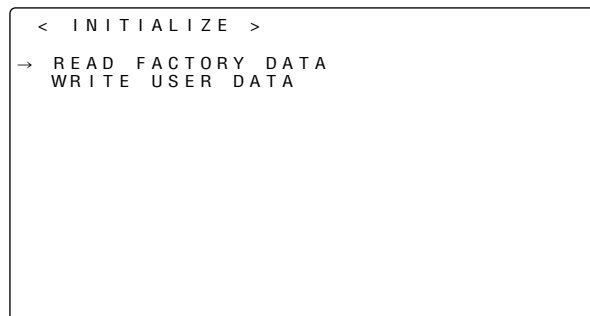 < INITIALIZE >
→ READ FACTORY DATA
WRITE USER DATA